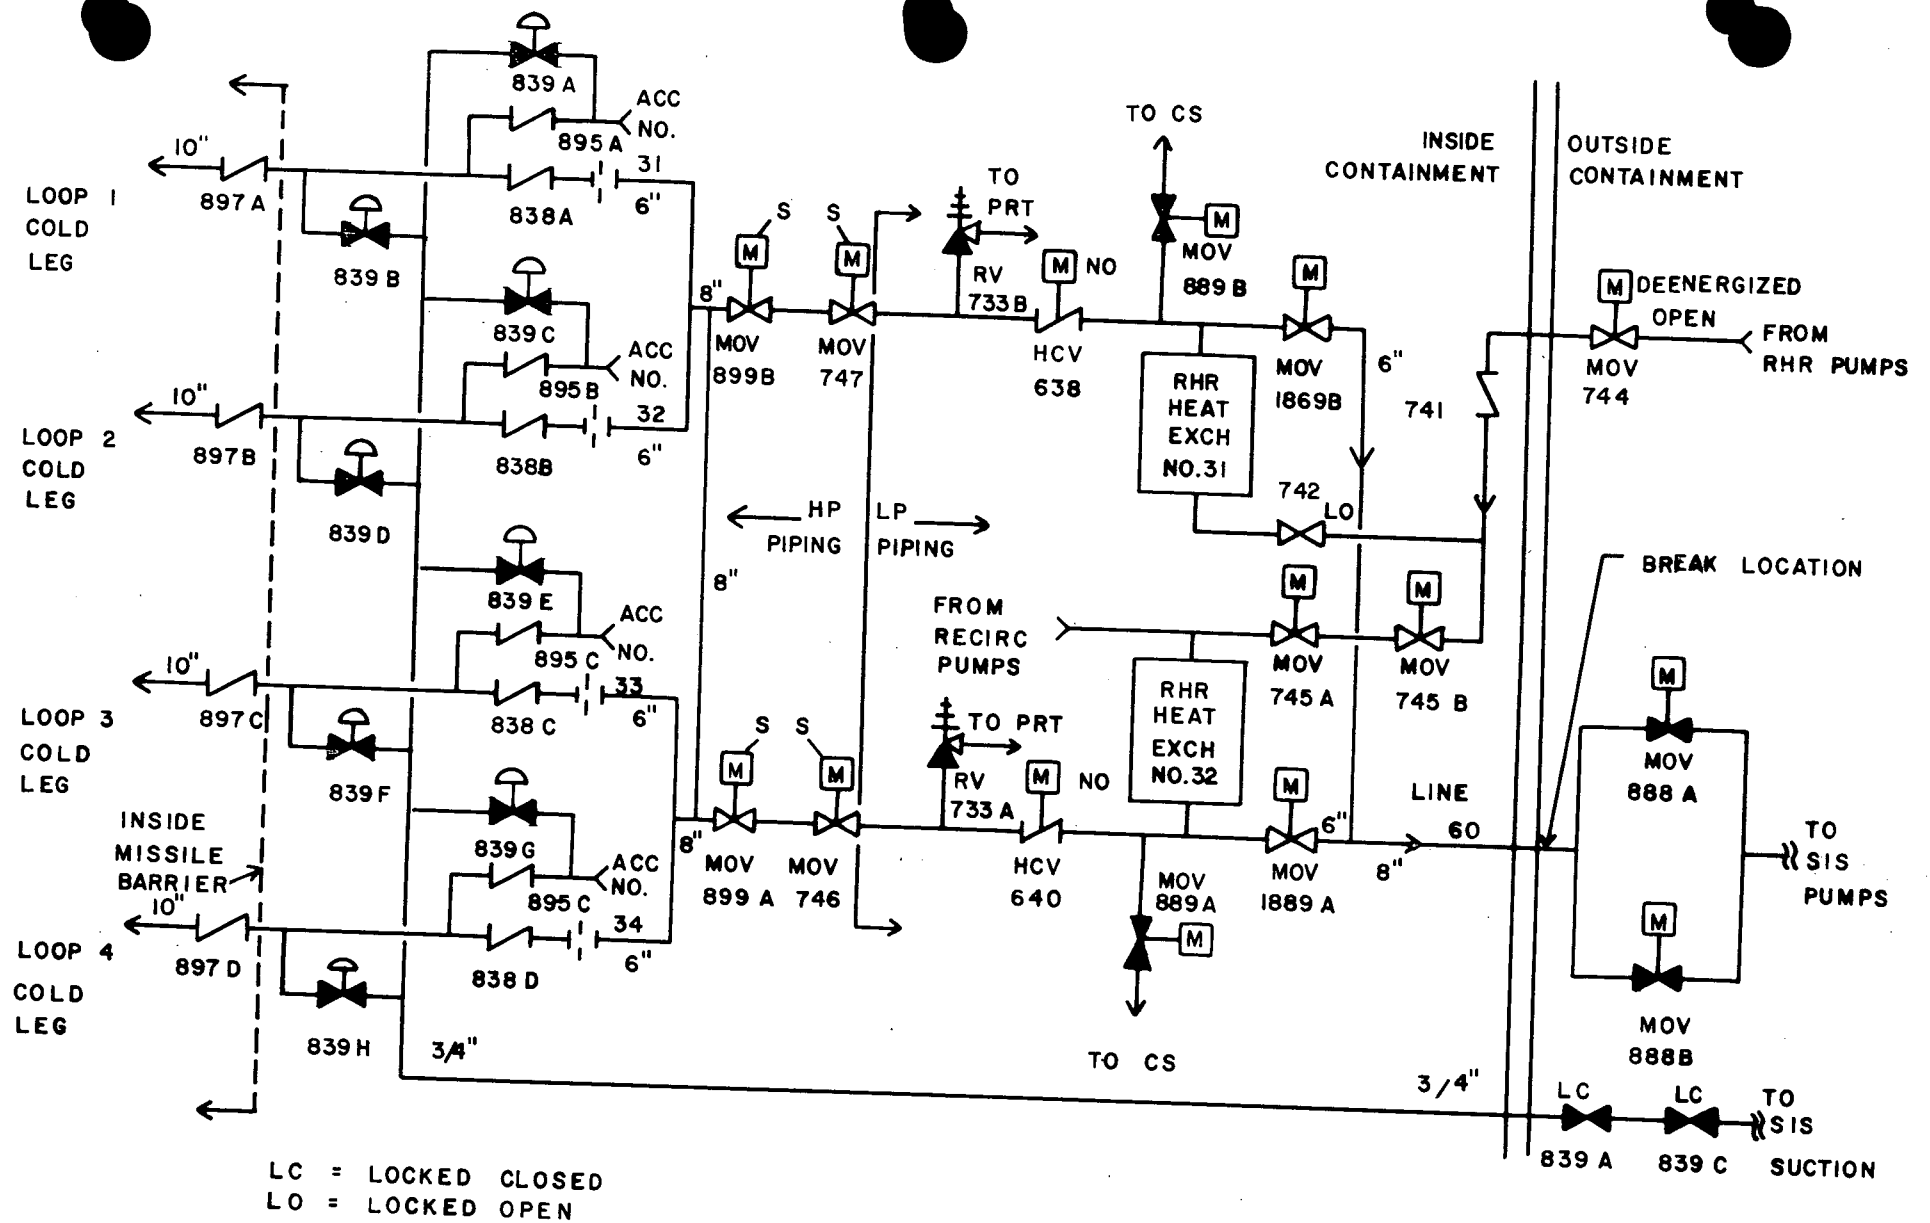 839 A
ACC
NO.
895 A
31
6"
10"
897 A
838 A
LOOP 1
COLD
LEG
839 B
839 C
ACC
NO.
895 B
32
6"
10"
897 B
838 B
LOOP 2
COLD
LEG
839 D
839 E
ACC
NO.
895 C
33
6"
10"
897 C
838 C
LOOP 3
COLD
LEG
839 F
839 G
ACC
NO.
895 C
34
6"
INSIDE
MISSILE
BARRIER
10"
897 D
838 D
LOOP 4
COLD
LEG
839 H
3/4"
8"
M
S
MOV
899 B
M
S
MOV
747
TO
PRT
RV
733 B
M
NO
HCV
638
TO CS
M
MOV
889 B
M
MOV
1869B
6"
INSIDE
CONTAINMENT
OUTSIDE
CONTAINMENT
M
DEENERGIZED
OPEN
MOV
744
FROM
RHR PUMPS
741
RHR
HEAT
EXCH
NO.31
742
LO
HP
PIPING
LP
PIPING
8"
FROM
RECIRC
PUMPS
M
MOV
745 A
M
MOV
745 B
BREAK LOCATION
RHR
HEAT
EXCH
NO.32
8"
M
S
MOV
899 A
M
S
MOV
746
TO PRT
RV
733 A
M
NO
HCV
640
MOV
889A
M
TO CS
M
MOV
1889 A
6"
8"
LINE
60
M
MOV
888 A
M
MOV
888B
TO
SIS
PUMPS
3/4"
LC
839 A
LC
839 C
TO
SIS
SUCTION
LC = LOCKED CLOSED
LO = LOCKED OPEN